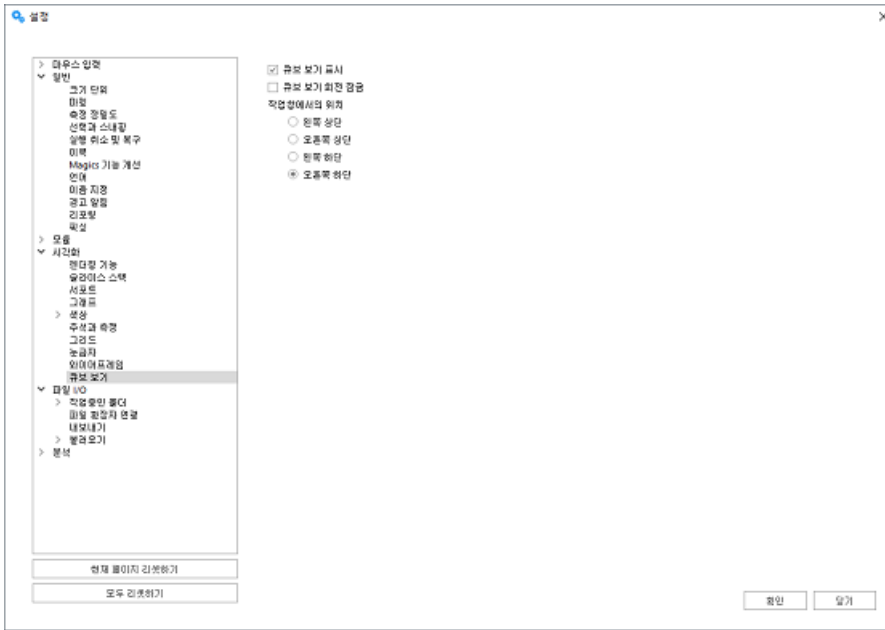 설정
마우스 입력
일반
크기 단위
여형
측정 정밀도
선택과 스내핑
실행 취소 및 복구
이력
Magics 기능 개선
언어
이름 지정
경고 알림
리포팅
픽싱
모듈
시각화
렌더링 기능
슬라이스 스택
서포트
그래프
색상
주석과 측정
그리드
눈금자
와이어프레임
큐브 보기
파일 I/O
작업중인 폴더
파일 확장자 연결
내보내기
불러오기
분석
현재 페이지 리셋하기
모두 리셋하기
큐브 보기 표시
큐브 보기 회전 잠금
작업창에서의 위치
왼쪽 상단
오른쪽 상단
왼쪽 하단
오른쪽 하단
확인
닫기